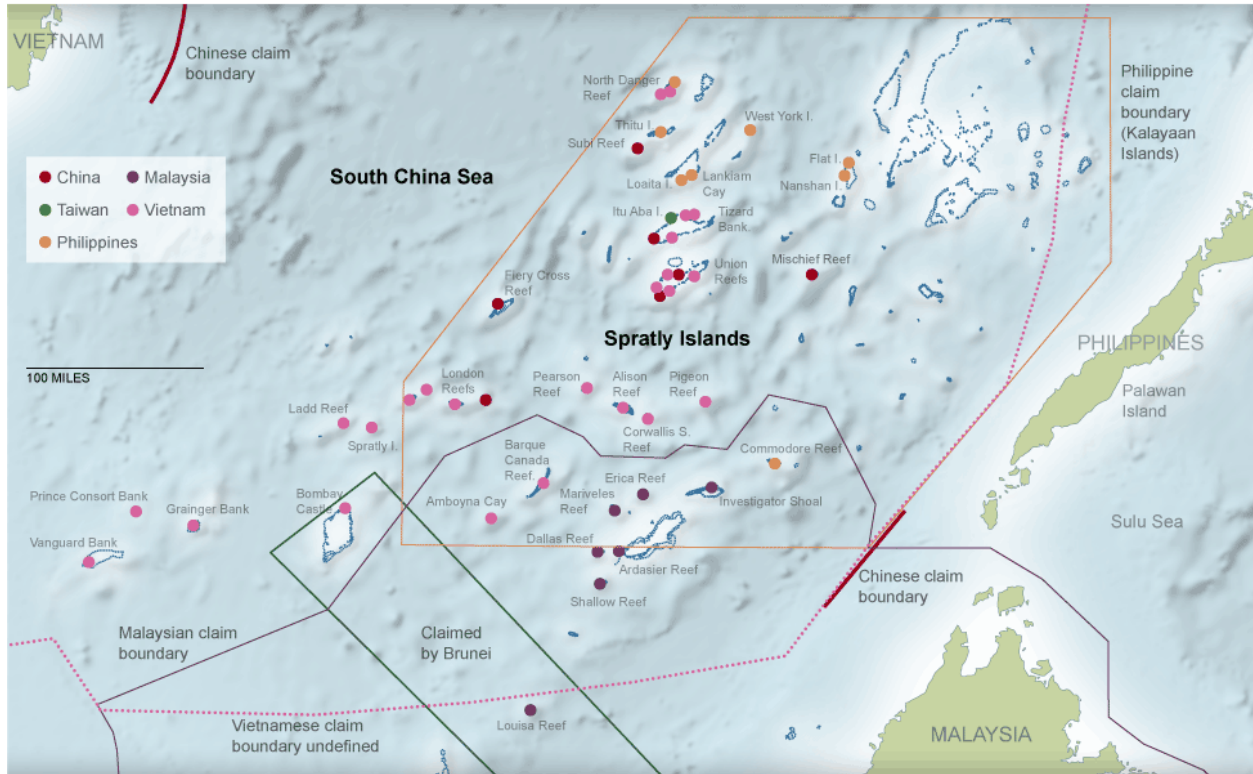 VIETNAM
Chinese claim
boundary
North Danger
Reef
Philippine
claim
boundary
(Kalayaan
Islands)
Thitu I.
West York I.
Subi Reef
South China Sea
Flat I.
Loaita I.
Lankiam
Cay
Nanshan I.
China
Malaysia
Taiwan
Vietnam
Philippines
Itu Aba I.
Tizard
Bank.
Union
Reefs
Mischief Reef
Fiery Cross
Reef
Spratly Islands
PHILIPPINES
100 MILES
London
Reefs
Pearson
Reef
Alison
Reef
Pigeon
Reef
Palawan
Island
Ladd Reef
Spratly I.
Corwallis S.
Reef
Barque
Canada
Reef.
Commodore Reef
Erica Reef
Prince Consort Bank
Grainger Bank
Bombay
Castle
Amboyna Cay
Mariveles
Reef
Investigator Shoal
Sulu Sea
Vanguard Bank
Dallas Reef
Ardasier Reef
Chinese claim
boundary
Shallow Reef
Malaysian claim
boundary
Claimed
by Brunei
Vietnamese claim
boundary undefined
Louisa Reef
MALAYSIA